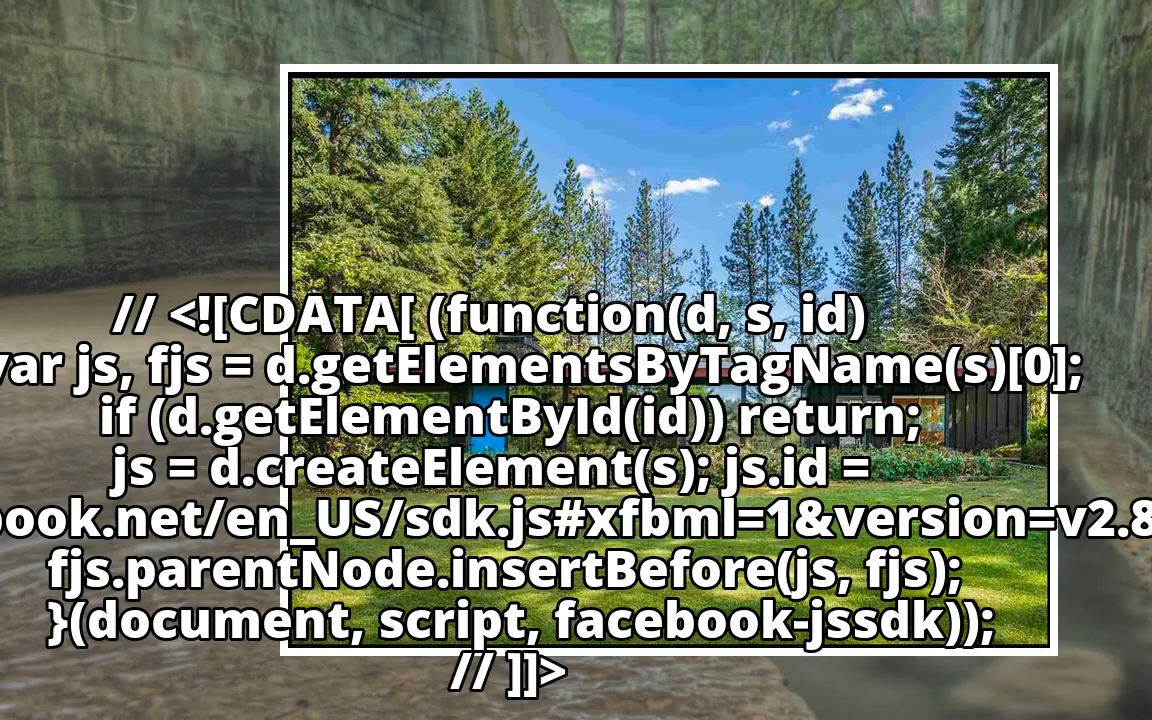 // <![CDATA[ (function(d, s, id)
var js, fjs = d.getElementsByTagName(s)[0];
if (d.getElementById(id)) return;
js = d.createElement(s); js.id =
book.net/en_US/sdk.js#xfbml=1&version=v2.8
fjs.parentNode.insertBefore(js, fjs);
}(document, script, facebook-jssdk));
// ]]>